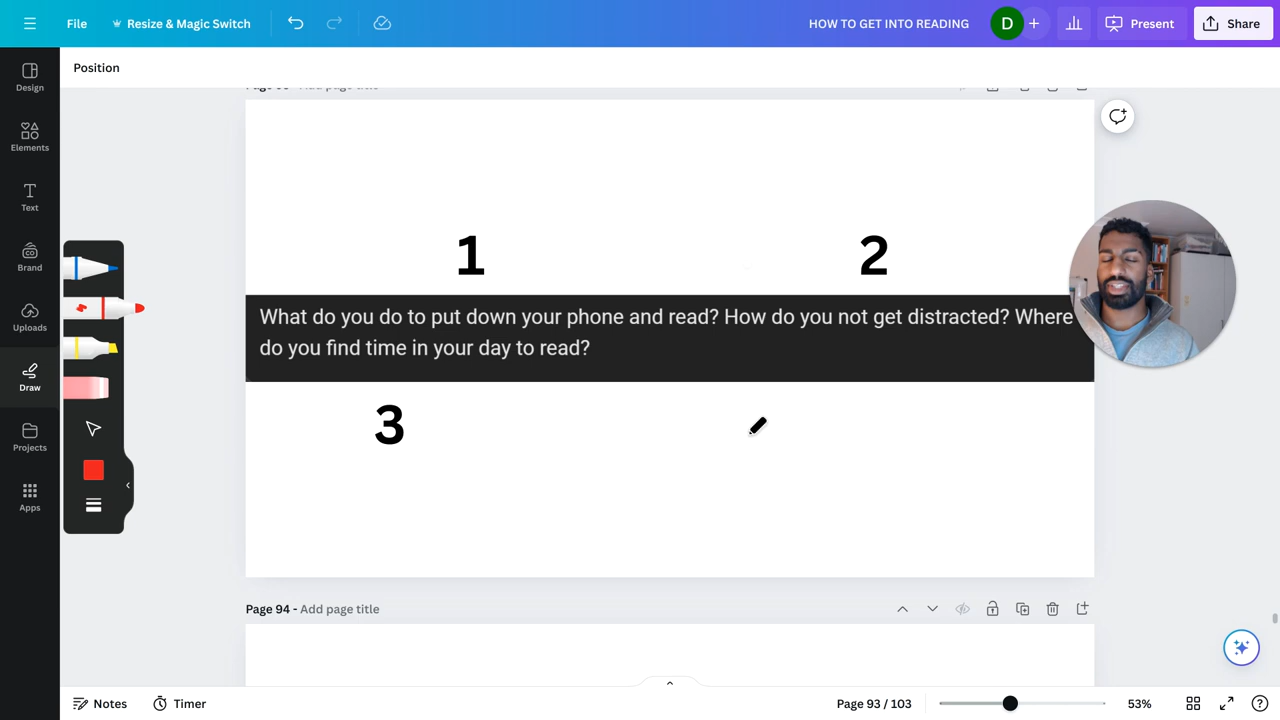 File
Resize & Magic Switch
HOW TO GET INTO READING
D
Present
Share
Position
Design
Elements
Text
Brand
Uploads
Draw
Projects
Apps
Add page title
1
2
What do you do to put down your phone and read? How do you not get distracted? Where
do you find time in your day to read?
3
Page 94 - Add page title
Notes
Timer
Page 93 / 103
53%